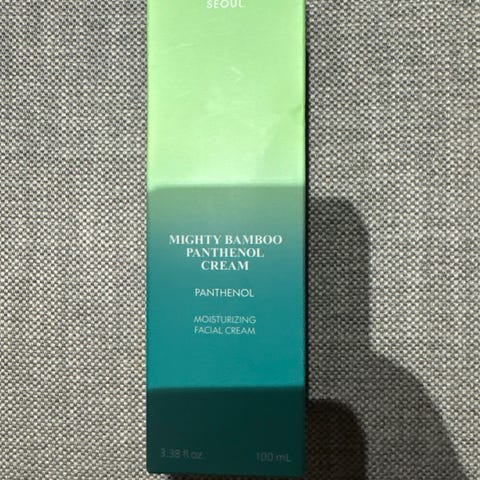 SEOUL
MIGHTY BAMBOO
PANTHENOL
CREAM
PANTHENOL
MOISTURIZING
FACIAL CREAM
3.38 fl oz. 100 mL